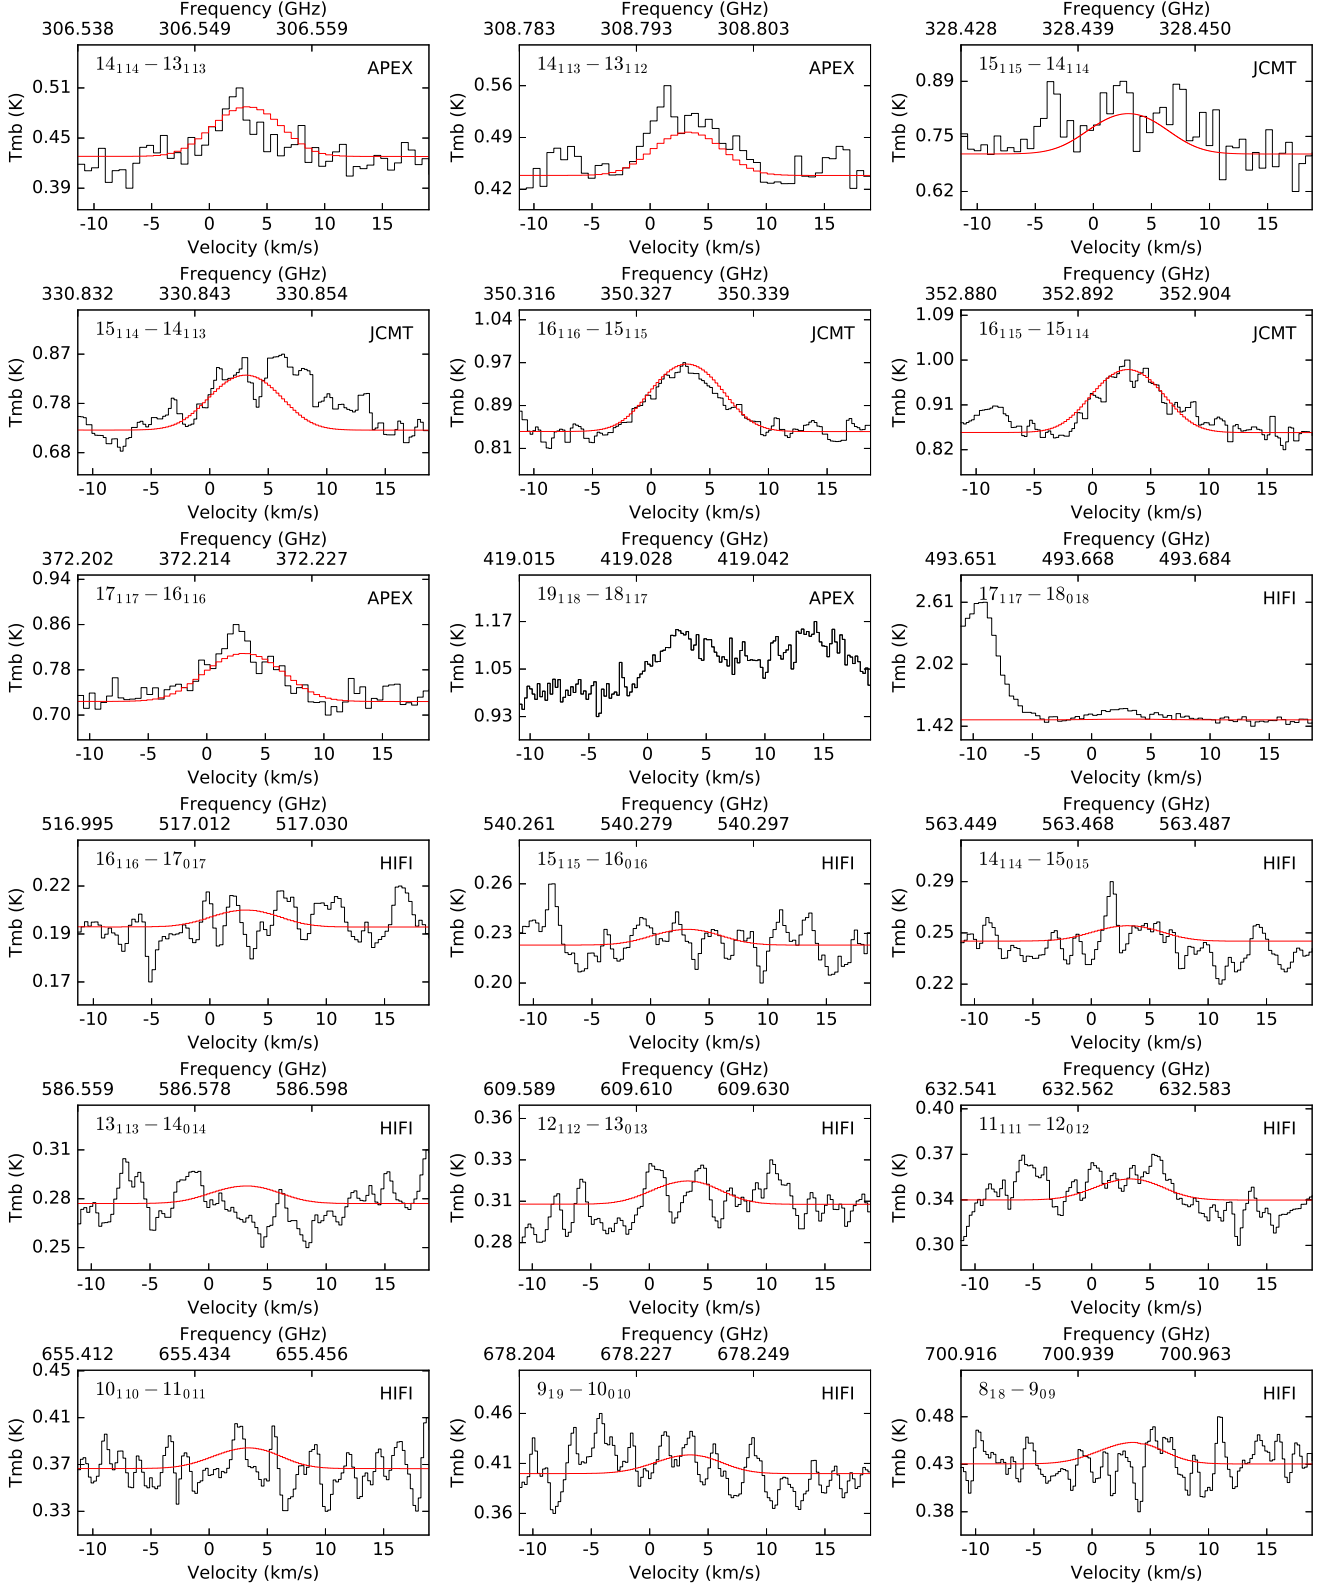 Frequency (GHz) Frequency (GHz) Frequency (GHz)
306.538 306.549 306.559 308.783 308.793 308.803 328.428 328.439 328.450
14₁₁₄ − 13₁₁₃ APEX 14₁₁₃ − 13₁₁₂ APEX 15₁₁₅ − 14₁₁₄ JCMT
Tmb (K) 0.51 0.45 0.39 Tmb (K) 0.56 0.49 0.42 Tmb (K) 0.89 0.75 0.62
-10 -5 0 5 10 15 -10 -5 0 5 10 15 -10 -5 0 5 10 15
Velocity (km/s) Velocity (km/s) Velocity (km/s)
Frequency (GHz) Frequency (GHz) Frequency (GHz)
330.832 330.843 330.854 350.316 350.327 350.339 352.880 352.892 352.904
15₁₁₄ − 14₁₁₃ JCMT 16₁₁₆ − 15₁₁₅ JCMT 16₁₁₅ − 15₁₁₄ JCMT
Tmb (K) 0.87 0.78 0.68 Tmb (K) 1.04 0.97 0.89 0.81 Tmb (K) 1.09 1.00 0.91 0.82
-10 -5 0 5 10 15 -10 -5 0 5 10 15 -10 -5 0 5 10 15
Velocity (km/s) Velocity (km/s) Velocity (km/s)
Frequency (GHz) Frequency (GHz) Frequency (GHz)
372.202 372.214 372.227 419.015 419.028 419.042 493.651 493.668 493.684
17₁₁₇ − 16₁₁₆ APEX 19₁₁₈ − 18₁₁₇ APEX 17₁₁₇ − 18₀₁₈ HIFI
Tmb (K) 0.94 0.86 0.78 0.70 Tmb (K) 1.17 1.05 0.93 Tmb (K) 2.61 2.02 1.42
-10 -5 0 5 10 15 -10 -5 0 5 10 15 -10 -5 0 5 10 15
Velocity (km/s) Velocity (km/s) Velocity (km/s)
Frequency (GHz) Frequency (GHz) Frequency (GHz)
516.995 517.012 517.030 540.261 540.279 540.297 563.449 563.468 563.487
16₁₁₆ − 17₀₁₇ HIFI 15₁₁₅ − 16₀₁₆ HIFI 14₁₁₄ − 15₀₁₅ HIFI
Tmb (K) 0.22 0.19 0.17 Tmb (K) 0.26 0.23 0.20 Tmb (K) 0.29 0.25 0.22
-10 -5 0 5 10 15 -10 -5 0 5 10 15 -10 -5 0 5 10 15
Velocity (km/s) Velocity (km/s) Velocity (km/s)
Frequency (GHz) Frequency (GHz) Frequency (GHz)
586.559 586.578 586.598 609.589 609.610 609.630 632.541 632.562 632.583
13₁₁₃ − 14₀₁₄ HIFI 12₁₁₂ − 13₀₁₃ HIFI 11₁₁₁ − 12₀₁₂ HIFI
Tmb (K) 0.31 0.28 0.25 Tmb (K) 0.36 0.33 0.31 0.28 Tmb (K) 0.40 0.37 0.34 0.30
-10 -5 0 5 10 15 -10 -5 0 5 10 15 -10 -5 0 5 10 15
Velocity (km/s) Velocity (km/s) Velocity (km/s)
Frequency (GHz) Frequency (GHz) Frequency (GHz)
655.412 655.434 655.456 678.204 678.227 678.249 700.916 700.939 700.963
10₁₁₀ − 11₀₁₁ HIFI 9₁₉ − 10₀₁₀ HIFI 8₁₈ − 9₀₉ HIFI
Tmb (K) 0.45 0.41 0.37 0.33 Tmb (K) 0.46 0.40 0.36 Tmb (K) 0.48 0.43 0.38
-10 -5 0 5 10 15 -10 -5 0 5 10 15 -10 -5 0 5 10 15
Velocity (km/s) Velocity (km/s) Velocity (km/s)